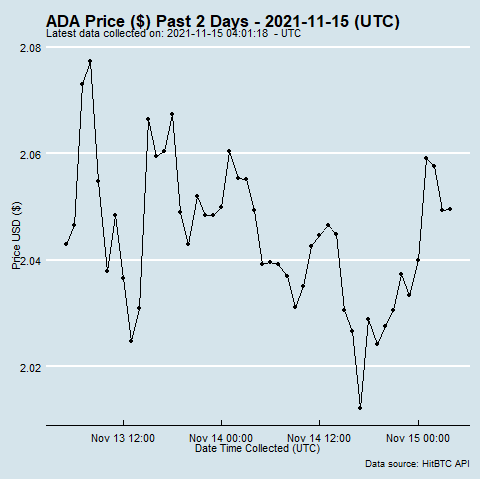 ADA Price ($) Past 2 Days - 2021-11-15 (UTC)
Latest data collected on: 2021-11-15 04:01:18  - UTC
2.08
2.06
2.04
2.02
Price USD ($)
Nov 13 12:00 Nov 14 00:00 Nov 14 12:00 Nov 15 00:00
Date Time Collected (UTC)
Data source: HitBTC API